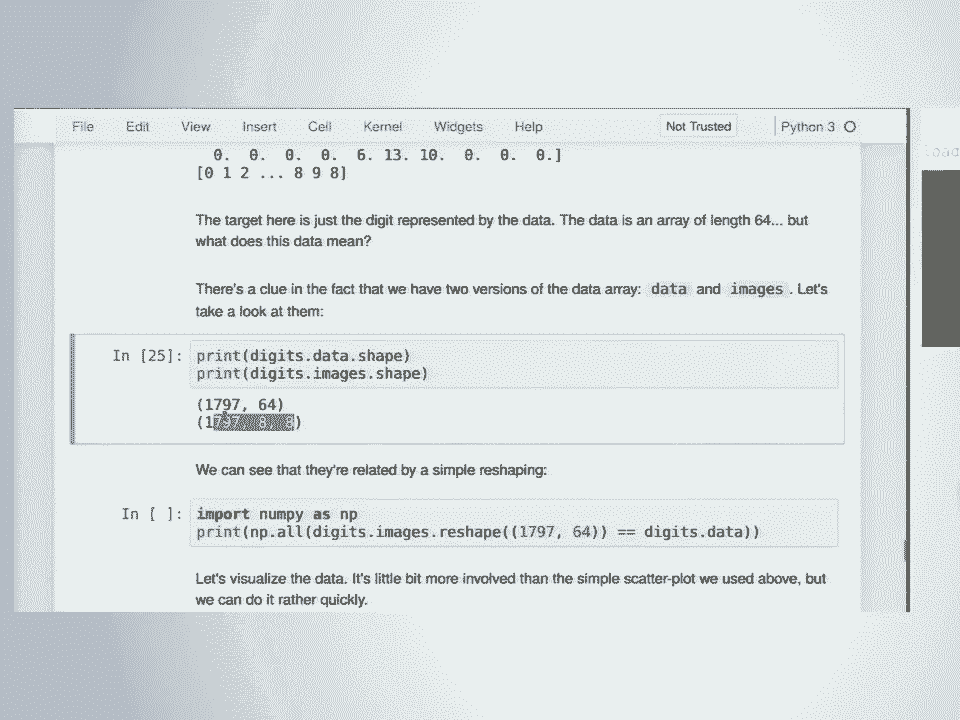 File Edit View Insert Cell Kernel Widgets Help Not Trusted Python 3
0. 0. 0. 0. 6. 13. 10. 0. 0. 0.]
[0 1 2 ... 8 9 8]
The target here is just the digit represented by the data. The data is an array of length 64... but
what does this data mean?
There's a clue in the fact that we have two versions of the data array: data and images . Let's
take a look at them:
In [25]: print(digits.data.shape)
print(digits.images.shape)
(1797, 64)
(1797, 8, 8)
We can see that they're related by a simple reshaping:
In [ ]: import numpy as np
print(np.all(digits.images.reshape((1797, 64)) == digits.data))
Let's visualize the data. It's little bit more involved than the simple scatter-plot we used above, but
we can do it rather quickly.